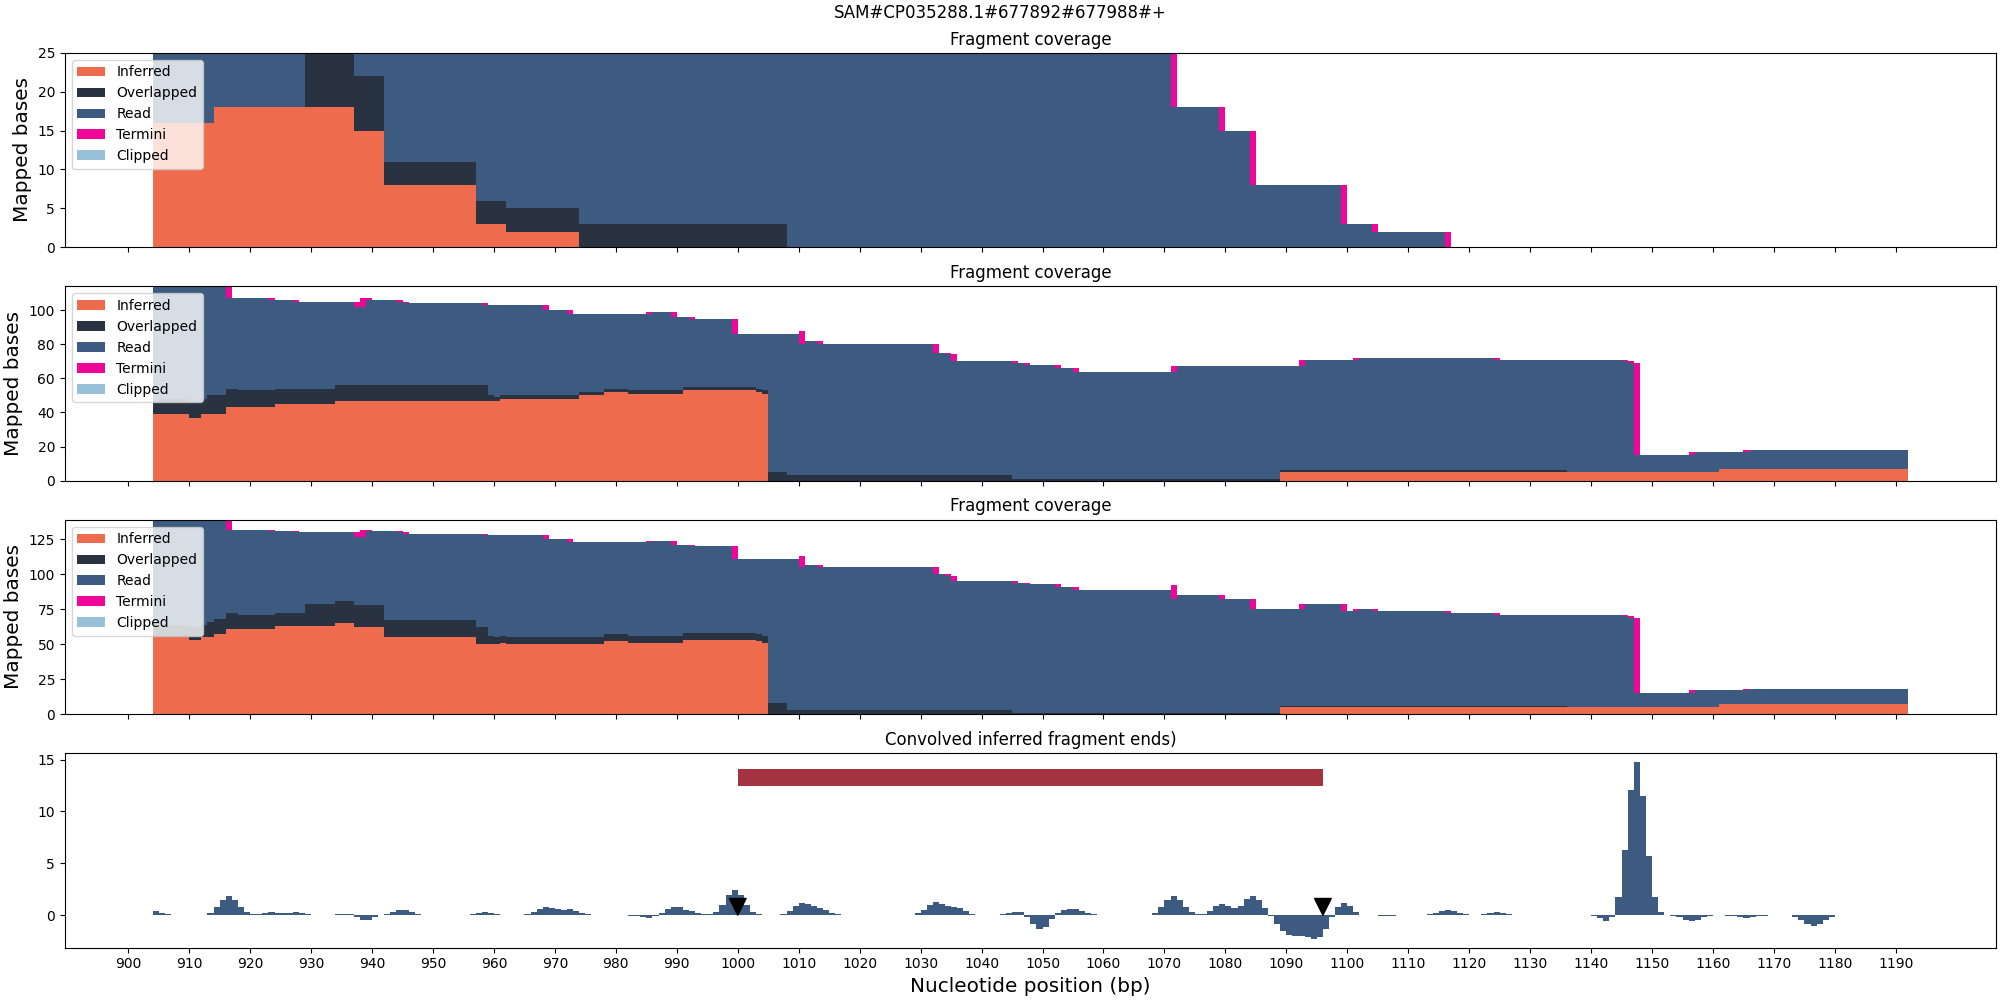 SAM#CP035288.1#677892#677988#+
Fragment coverage
Mapped bases
25
20
15
10
5
0
Inferred
Overlapped
Read
Termini
Clipped
Fragment coverage
Mapped bases
100
80
60
40
20
0
Inferred
Overlapped
Read
Termini
Clipped
Fragment coverage
Mapped bases
125
100
75
50
25
0
Inferred
Overlapped
Read
Termini
Clipped
Convolved inferred fragment ends)
15
10
5
0
900 910 920 930 940 950 960 970 980 990 1000 1010 1020 1030 1040 1050 1060 1070 1080 1090 1100 1110 1120 1130 1140 1150 1160 1170 1180 1190
Nucleotide position (bp)